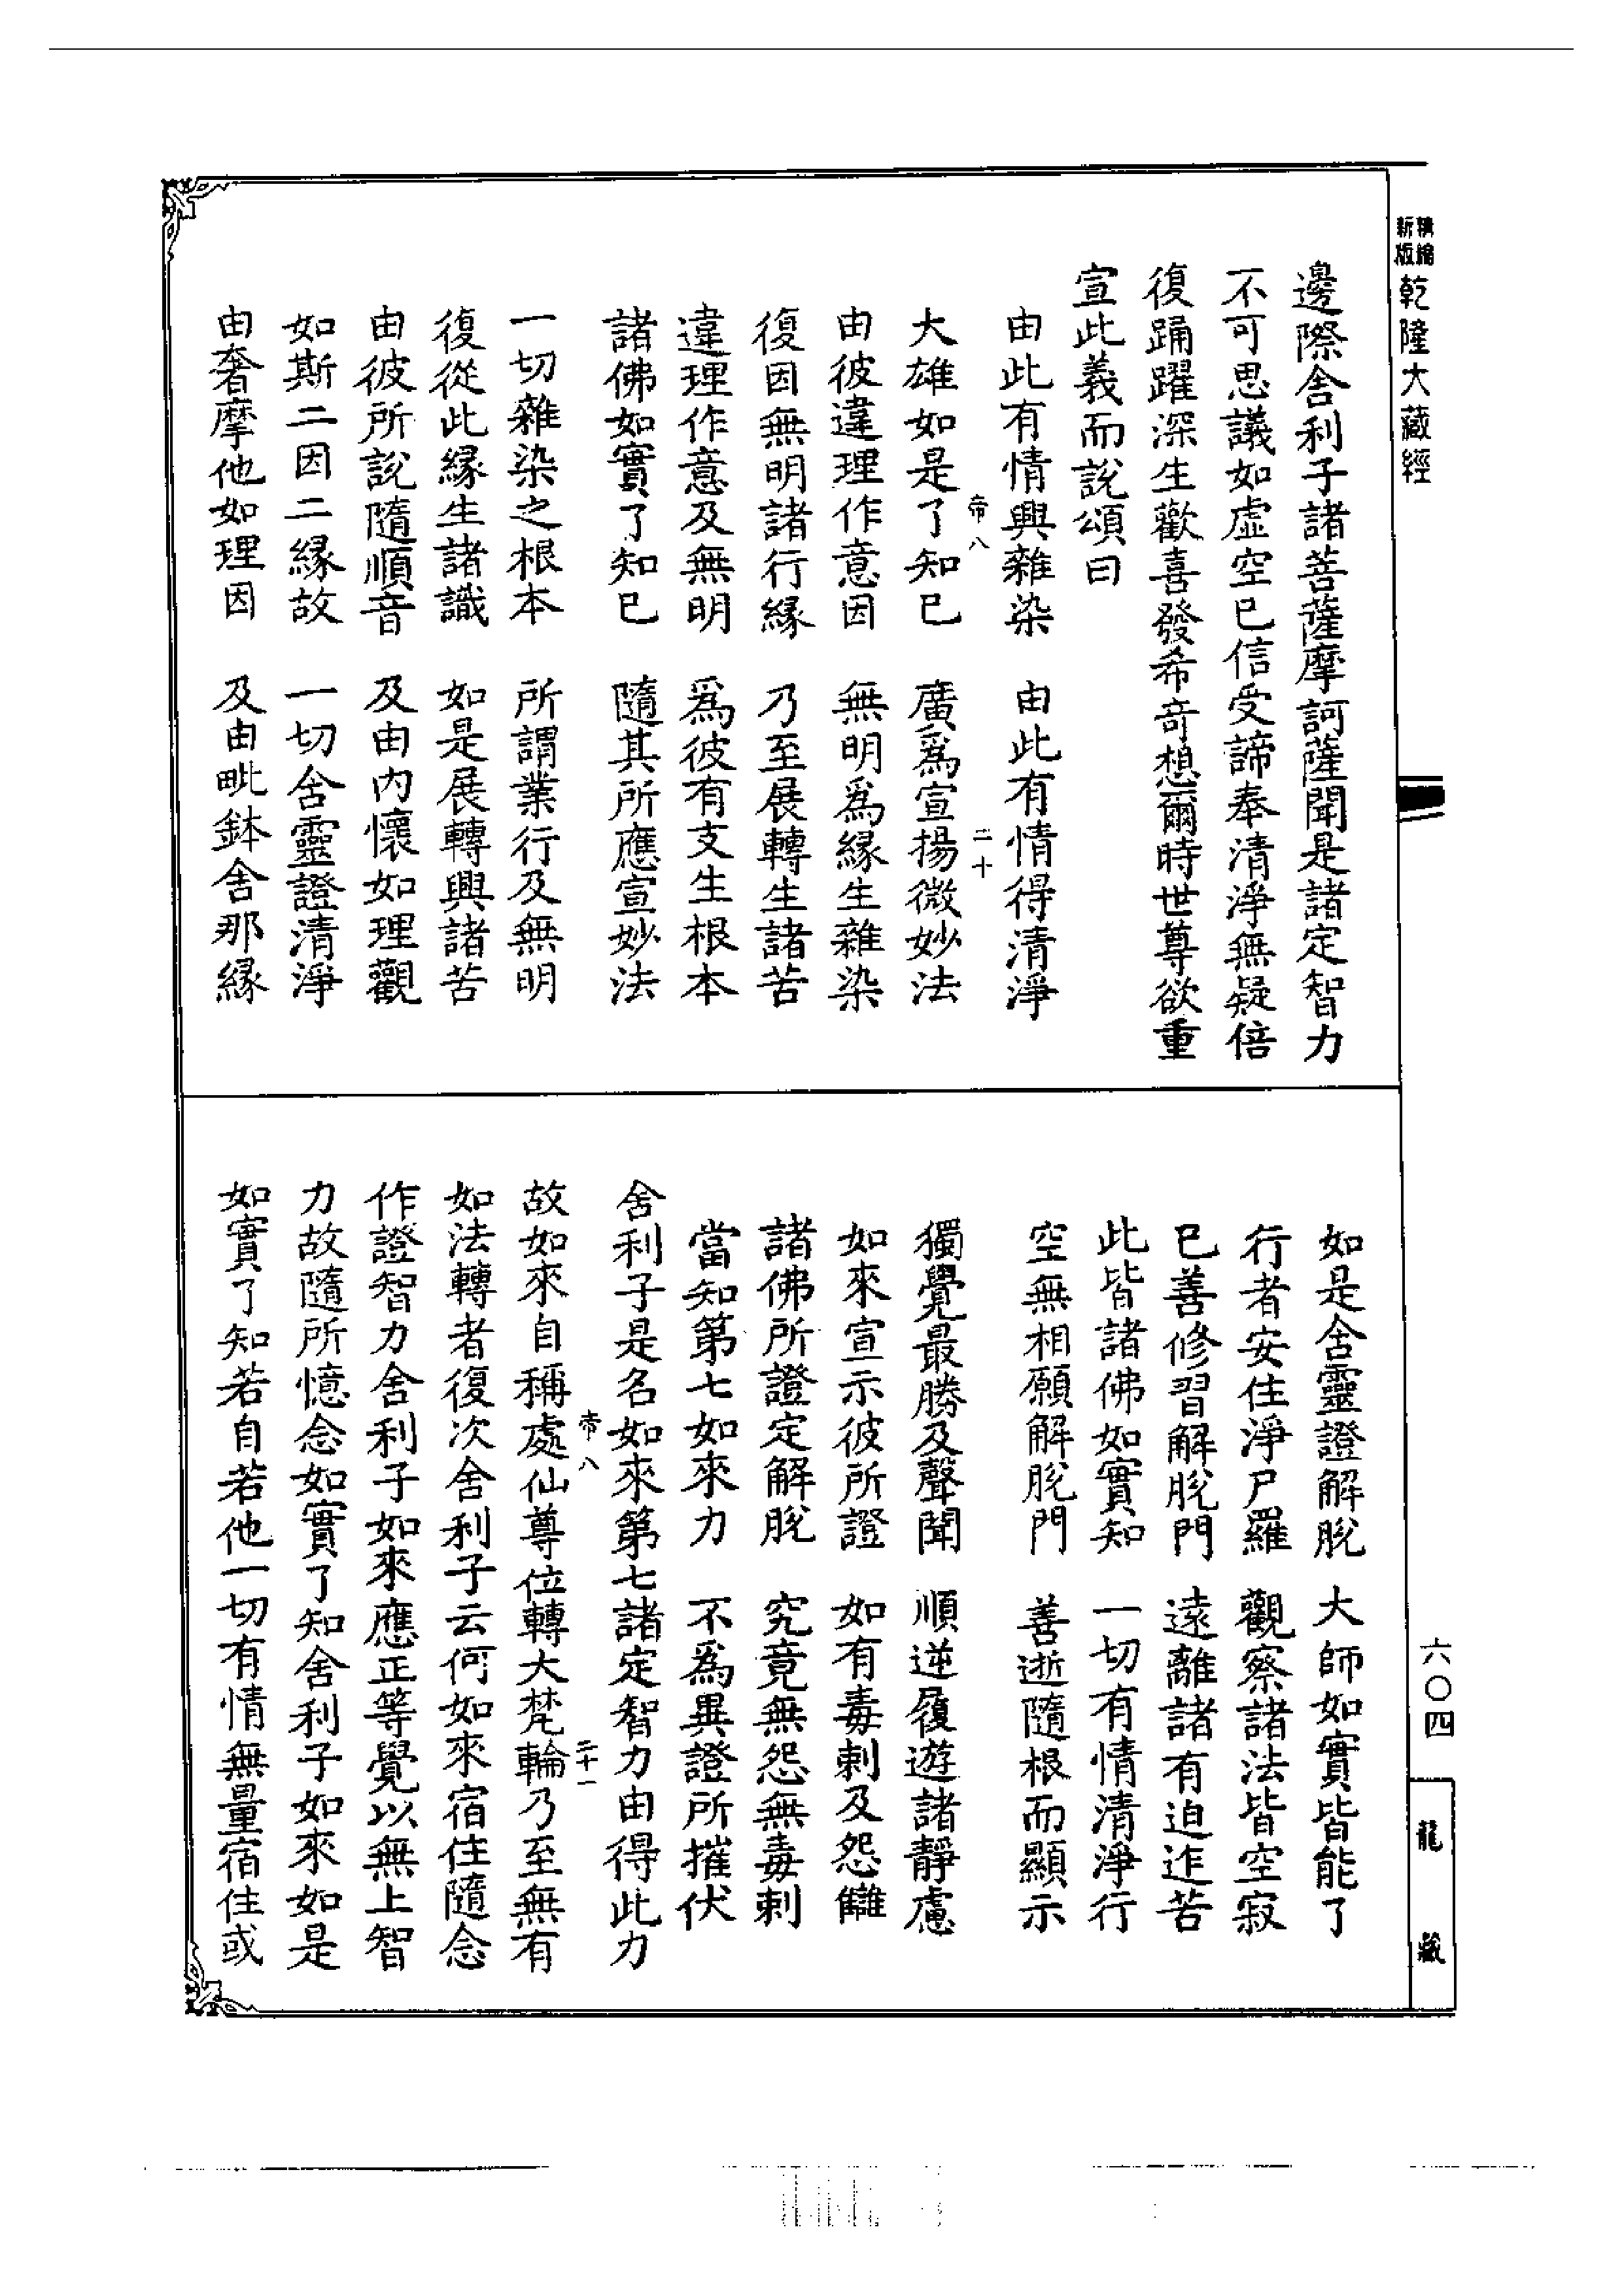 新編
新版
乾隆大藏經
邊際舍利子諸菩薩摩訶薩聞是諸定智力
不可思議如虛空已信受諦奉清淨無疑倍
復踊躍深生歡喜發希奇想爾時世尊欲重
宣此義而說頌曰
由此有情興雜染　由此有情得清淨
帝八　二十
大雄如是了知已　廣為宣揚微妙法
由彼違理作意因　無明為緣生雜染
復因無明諸行緣　乃至展轉生諸苦
違理作意及無明　為彼有支生根本
諸佛如實了知已　隨其所應宣妙法
一切雜染之根本　所謂業行及無明
復從此緣生諸識　如是展轉興諸苦
由彼所說隨順音　及由內懷如理觀
如斯二因二緣故　一切含靈證清淨
由奢摩他如理因　及由毗鉢舍那緣
如是含靈證解脫　大師如實皆能了
行者安住淨尸羅　觀察諸法皆空寂
已善修習解脫門　遠離諸有迫迮苦
此皆諸佛如實知　一切有情清淨行
空無相願解脫門　善逝隨根而顯示
獨覺最勝及聲聞　順逆履遊諸靜慮
如來宣示彼所證　如有毒刺及怨讎
諸佛所證定解脫　究竟無怨無毒刺
當知第七如來力　不為異證所摧伏
舍利子是名如來第七諸定智力由得此力
帝八　二十一
故如來自稱處仙尊位轉大梵輪乃至無有
如法轉者復次舍利子云何如來宿住隨念
作證智力舍利子如來應正等覺以無上智
力故隨所憶念如實了知舍利子如來如是
如實了知若自若他一切有情無量宿住或
六〇四
龍藏